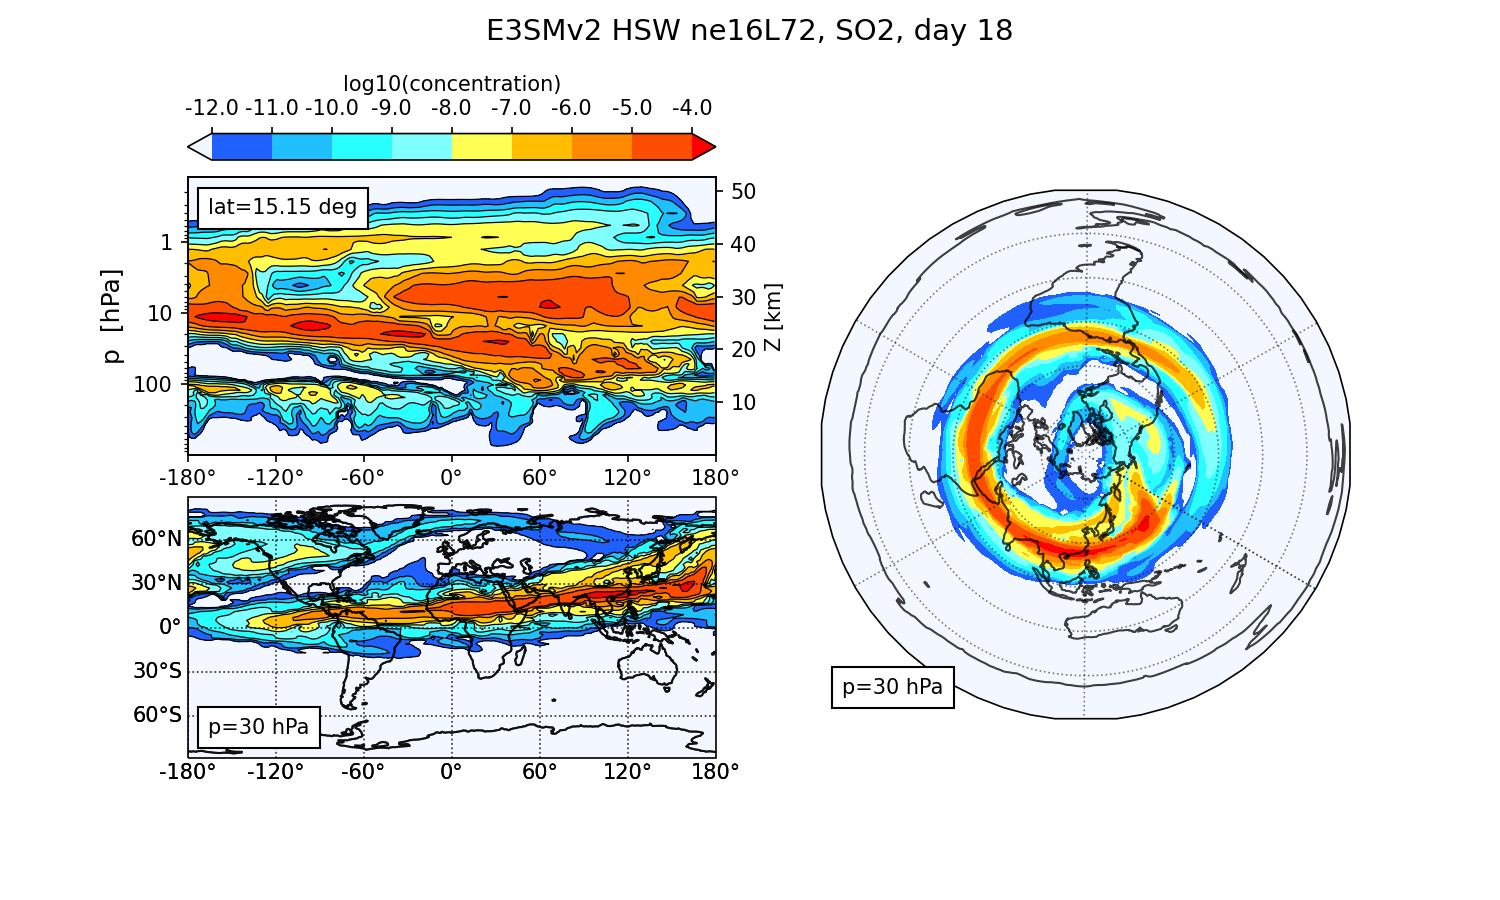 E3SMv2 HSW ne16L72, SO2, day 18
log10(concentration)
-12.0 -11.0 -10.0 -9.0 -8.0 -7.0 -6.0 -5.0 -4.0
lat=15.15 deg
p [hPa]
1
10
100
Z [km]
50
40
30
20
10
-180° -120° -60° 0° 60° 120° 180°
60°N
30°N
0°
30°S
60°S
p=30 hPa
-180° -120° -60° 0° 60° 120° 180°
p=30 hPa